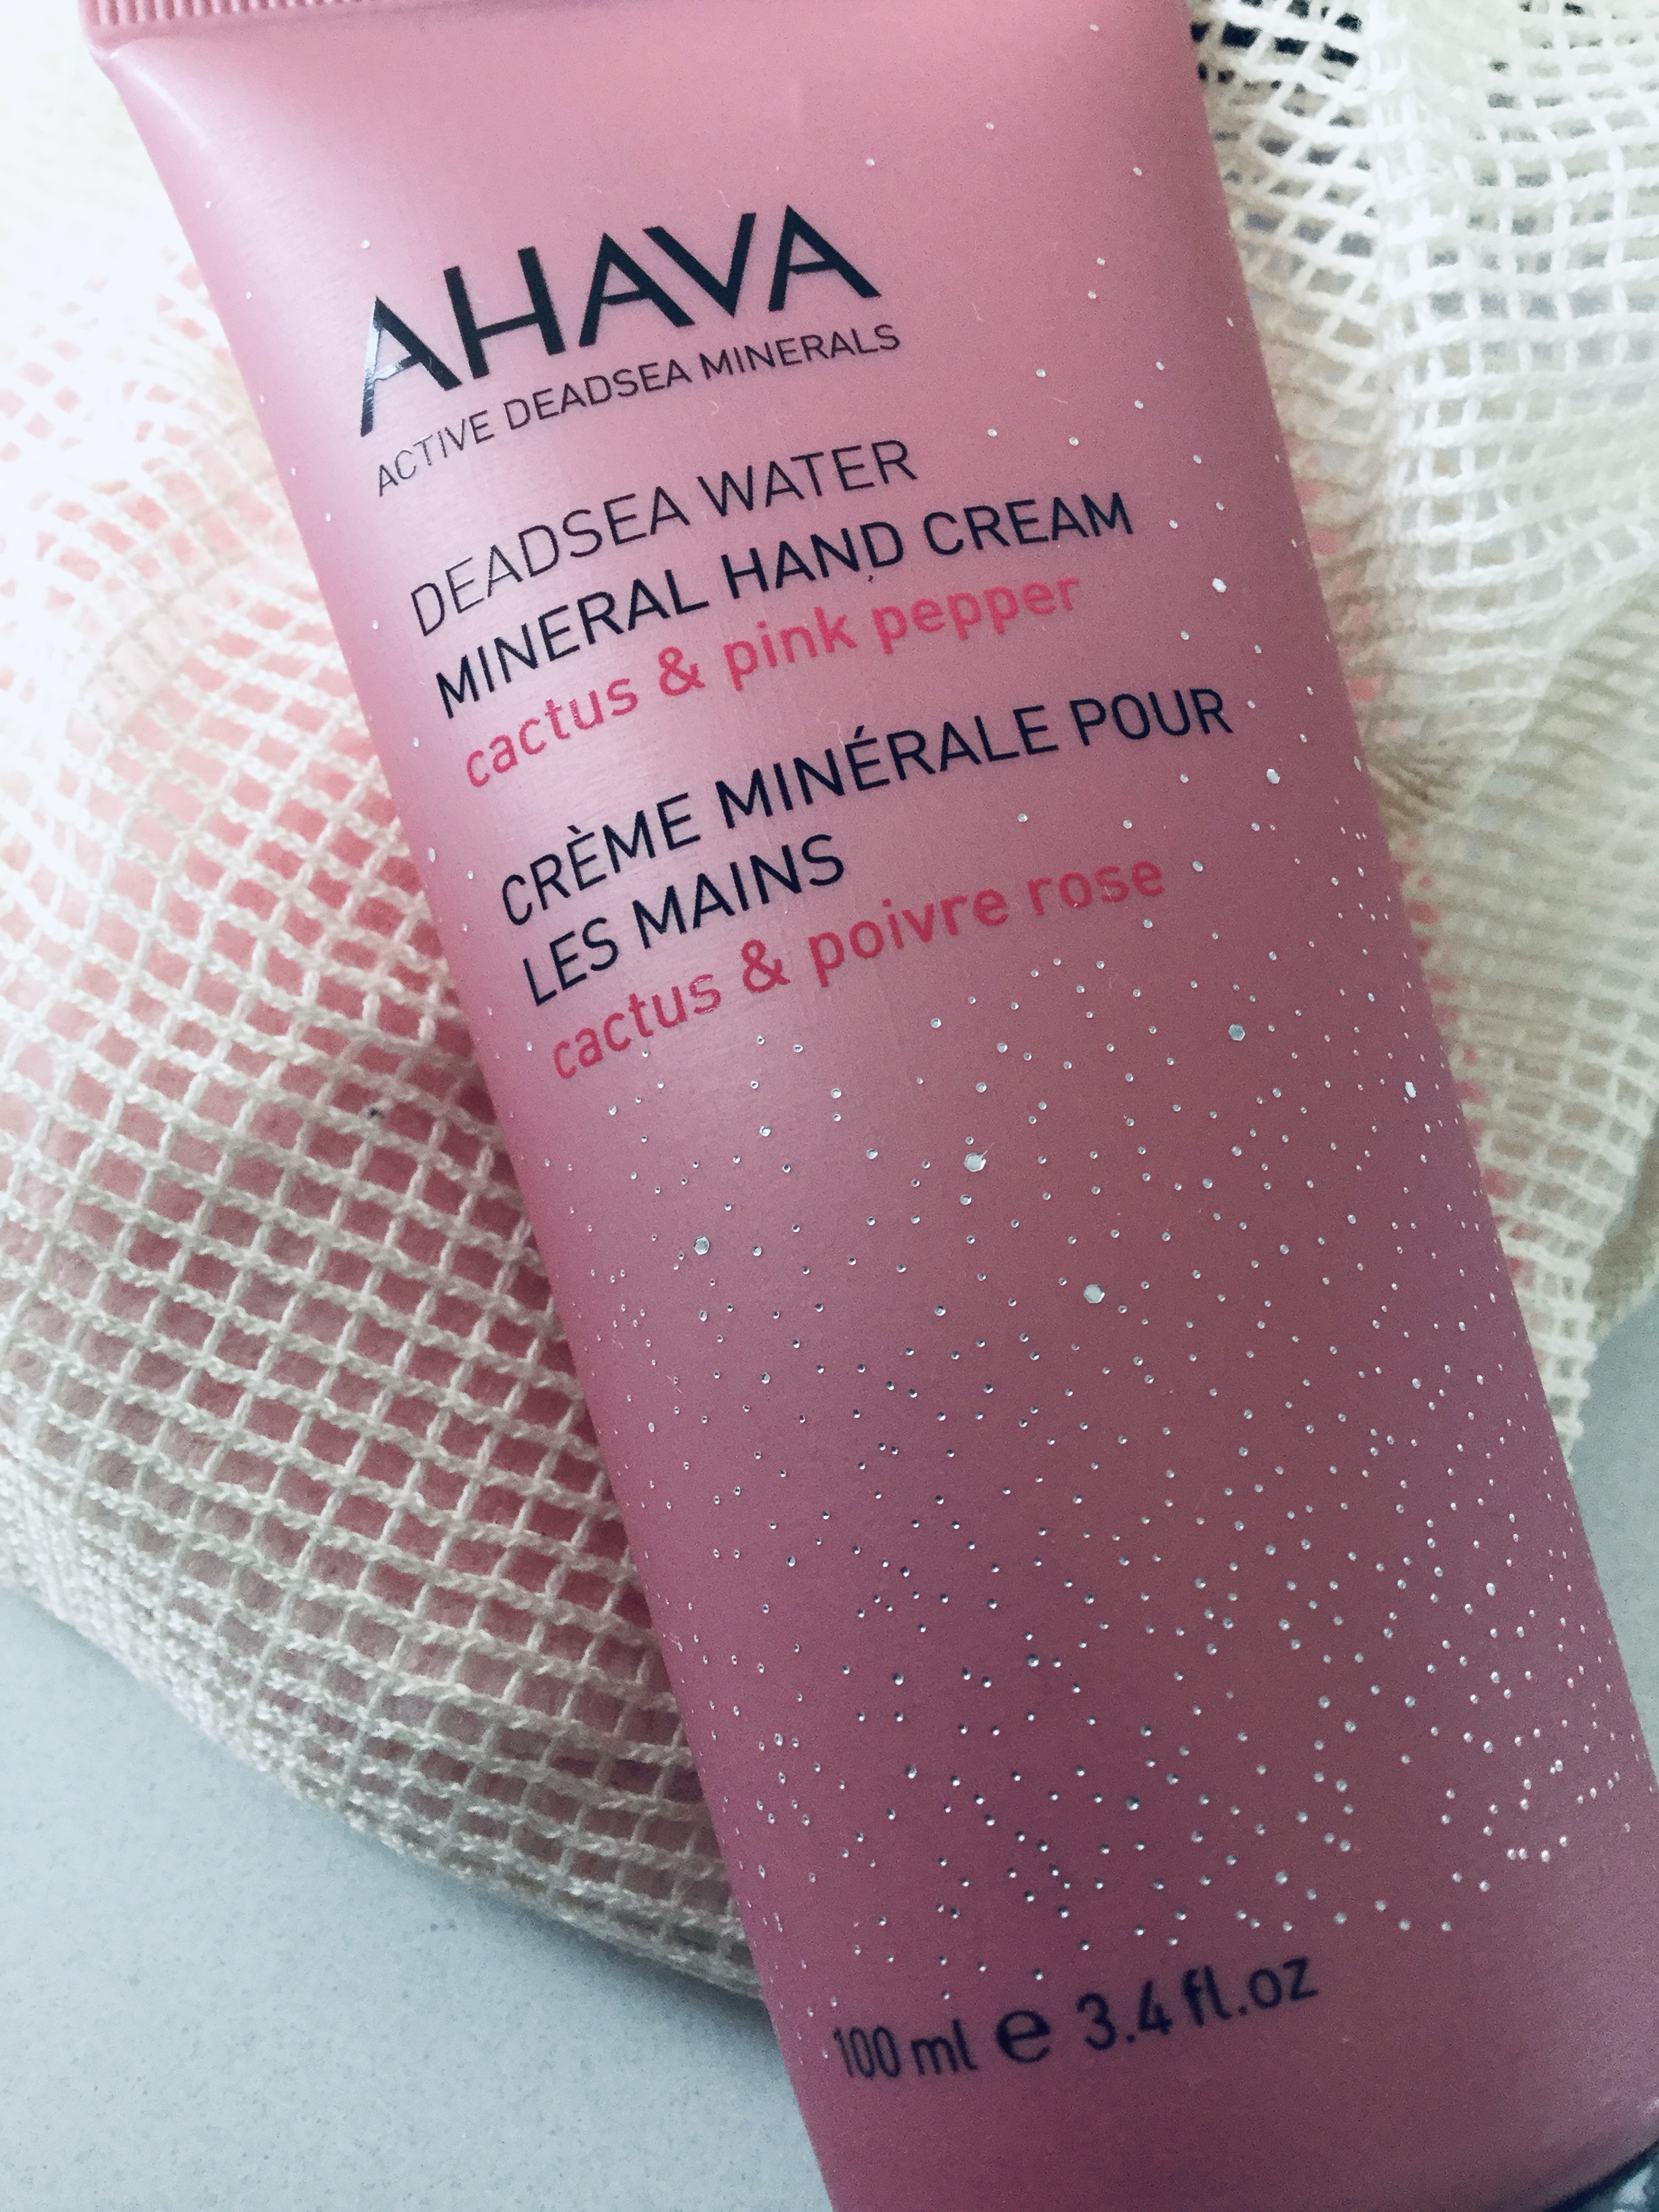 AHAVA
ACTIVE DEADSEA MINERALS
DEADSEA WATER
MINERAL HAND CREAM
cactus & pink pepper
CRÈME MINÉRALE POUR
LES MAINS
cactus & poivre rose
100 ml e 3.4 fl.oz